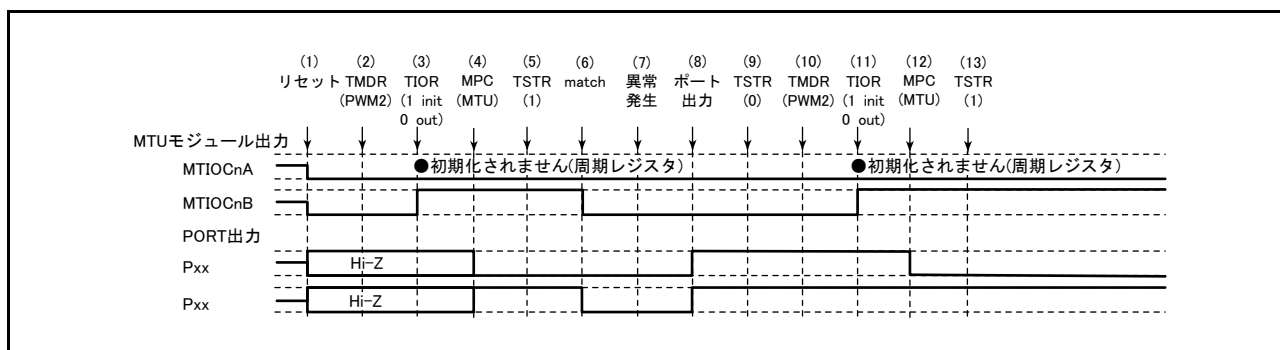 (1) (2) (3) (4) (5) (6) (7) (8) (9) (10) (11) (12) (13)
リセット TMDR TIOR MPC TSTR match 異常 ポート TSTR TMDR TIOR MPC TSTR
(PWM2) (1 init (MTU) (1) 発生 出力 (0) (PWM2) (1 init (MTU) (1)
0 out) 0 out)
MTUモジュール出力
MTIOCnA ●初期化されません(周期レジスタ) ●初期化されません(周期レジスタ)
MTIOCnB
PORT出力
Pxx Hi-Z
Pxx Hi-Z